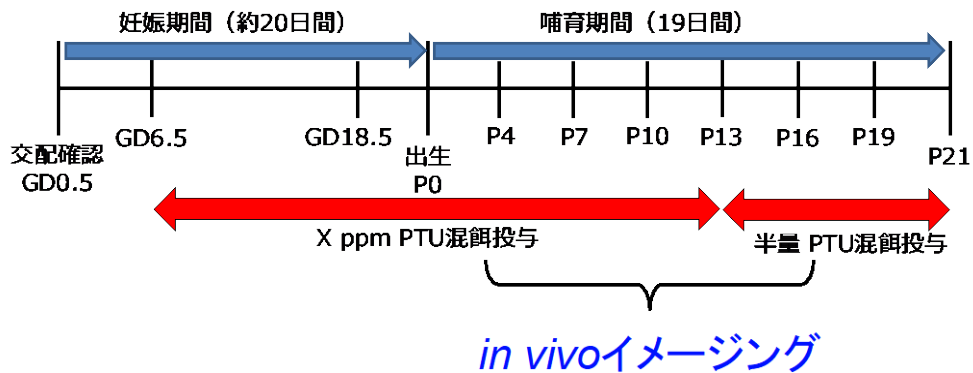 妊娠期間（約20日間）
哺育期間（19日間）
GD6.5
GD18.5
P4
P7
P10
P13
P16
P19
P21
交配確認
GD0.5
出生
P0
X ppm PTU混餌投与
半量 PTU混餌投与
in vivoイメージング